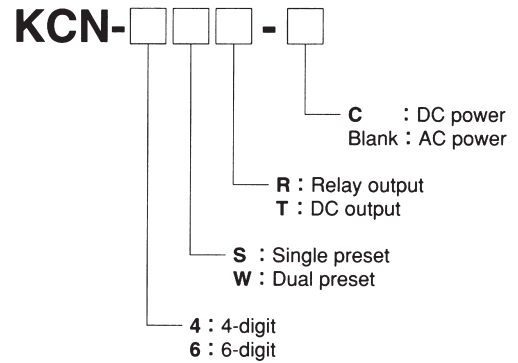 KCN-□□□-□
C : DC power
Blank : AC power
R : Relay output
T : DC output
S : Single preset
W : Dual preset
4 : 4-digit
6 : 6-digit